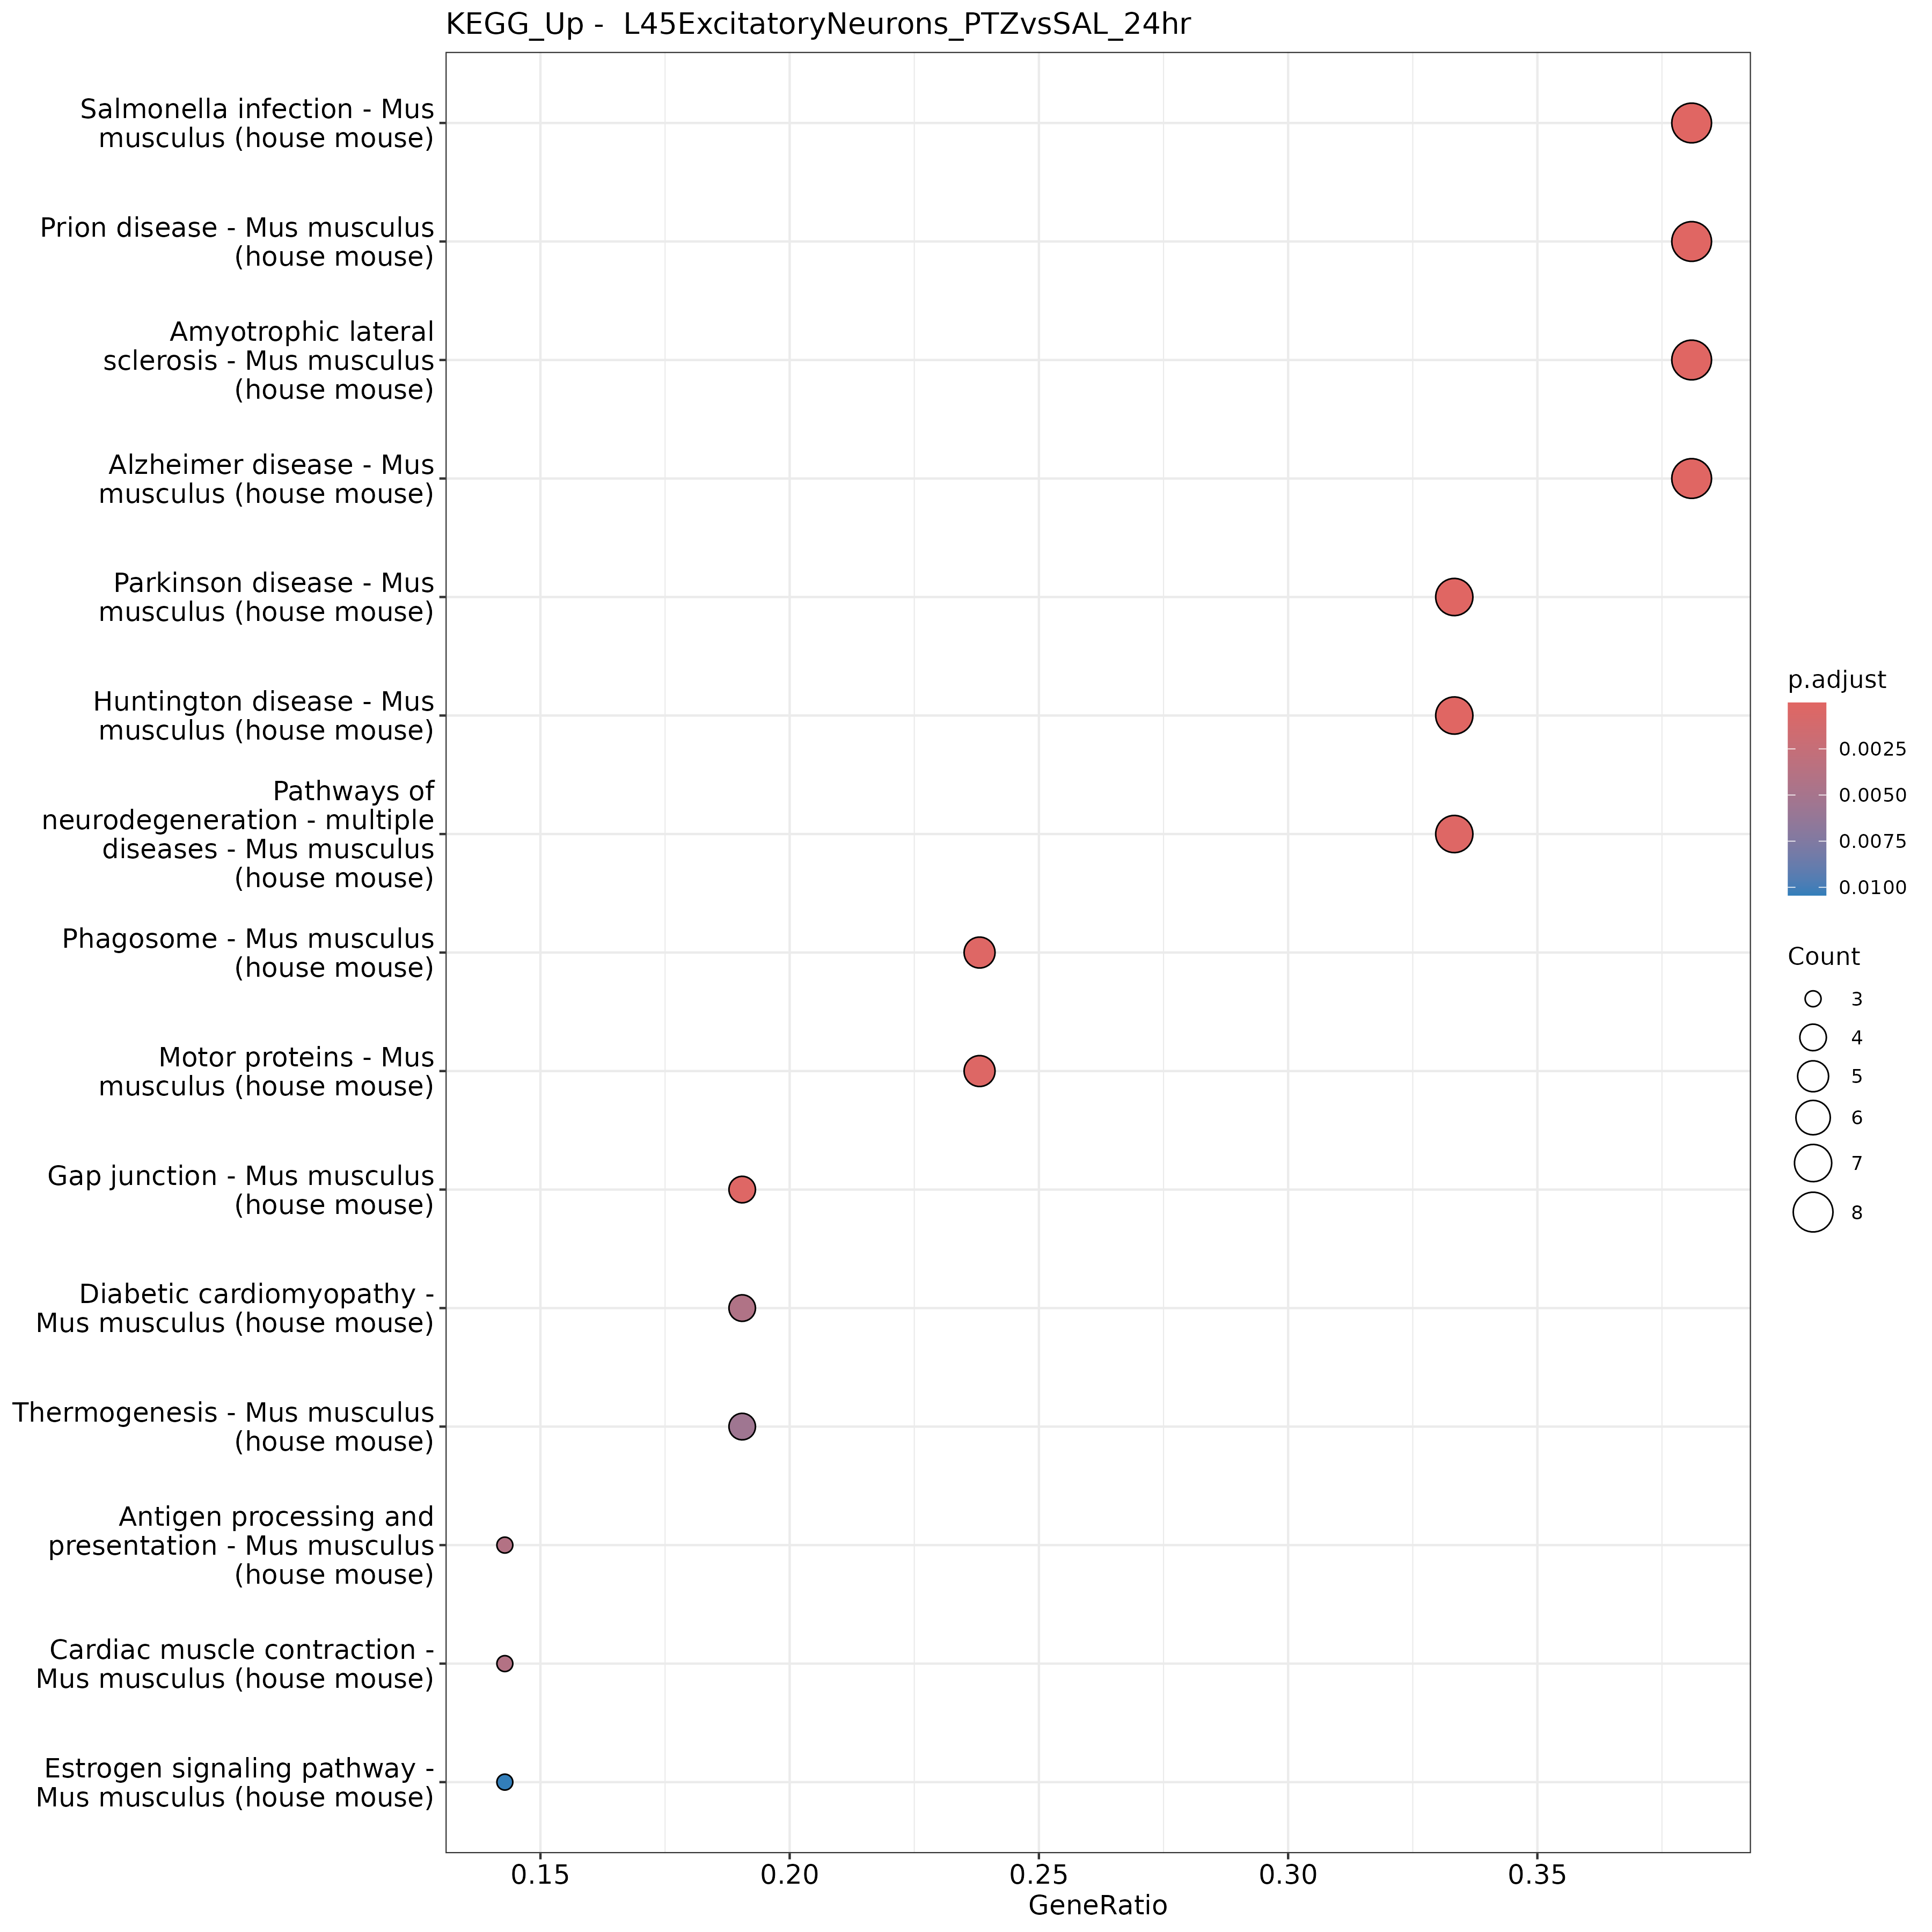 KEGG_Up -  L45ExcitatoryNeurons_PTZvsSAL_24hr
Salmonella infection - Mus
musculus (house mouse)
Prion disease - Mus musculus
(house mouse)
Amyotrophic lateral
sclerosis - Mus musculus
(house mouse)
Alzheimer disease - Mus
musculus (house mouse)
Parkinson disease - Mus
musculus (house mouse)
Huntington disease - Mus
musculus (house mouse)
Pathways of
neurodegeneration - multiple
diseases - Mus musculus
(house mouse)
Phagosome - Mus musculus
(house mouse)
Motor proteins - Mus
musculus (house mouse)
Gap junction - Mus musculus
(house mouse)
Diabetic cardiomyopathy -
Mus musculus (house mouse)
Thermogenesis - Mus musculus
(house mouse)
Antigen processing and
presentation - Mus musculus
(house mouse)
Cardiac muscle contraction -
Mus musculus (house mouse)
Estrogen signaling pathway -
Mus musculus (house mouse)
0.15 0.20 0.25 0.30 0.35
GeneRatio
p.adjust
0.0025
0.0050
0.0075
0.0100
Count
3
4
5
6
7
8